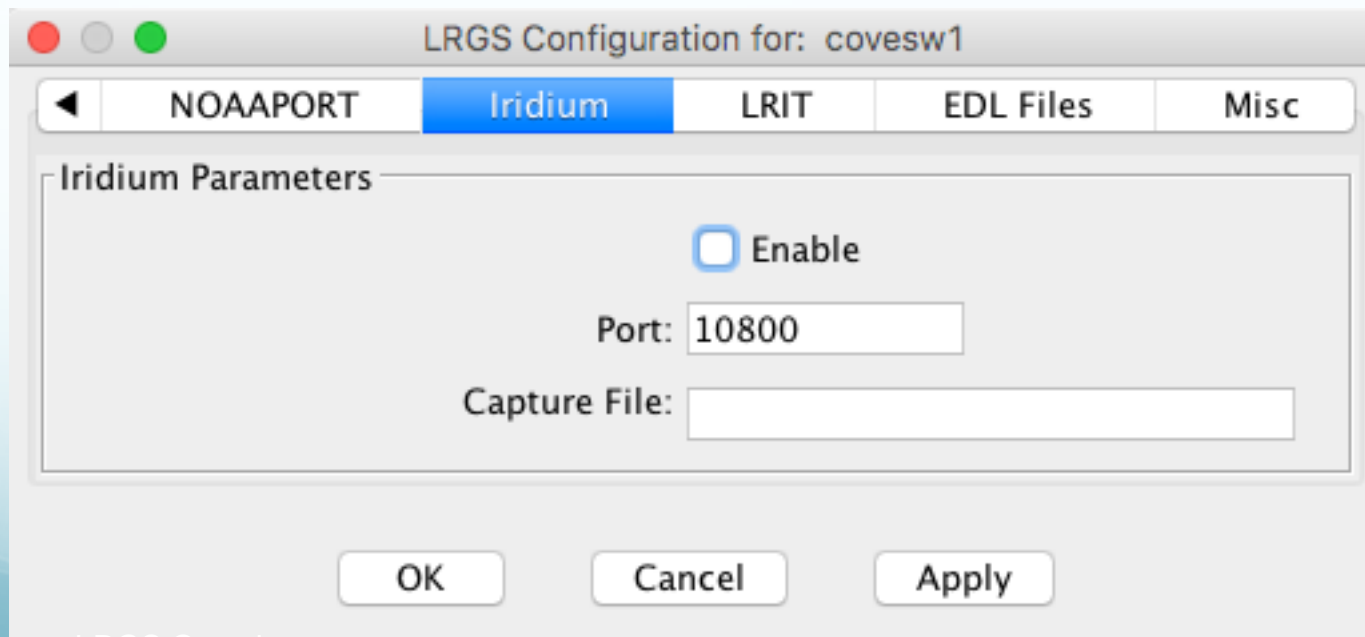 LRGS Configuration for: covesw1
◀ NOAAPORT Iridium LRIT EDL Files Misc
Iridium Parameters
Enable
Port: 10800
Capture File:
OK Cancel Apply